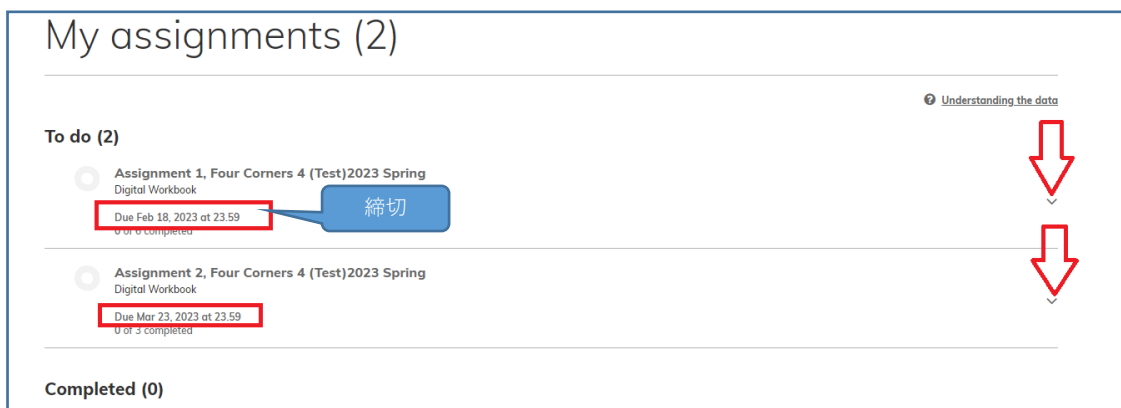 My assignments (2)
Understanding the data
To do (2)
Assignment 1, Four Corners 4 (Test)2023 Spring
Digital Workbook
締切
Due Feb 18, 2023 at 23.59
0 of 6 completed
Assignment 2, Four Corners 4 (Test)2023 Spring
Digital Workbook
Due Mar 23, 2023 at 23.59
0 of 3 completed
Completed (0)